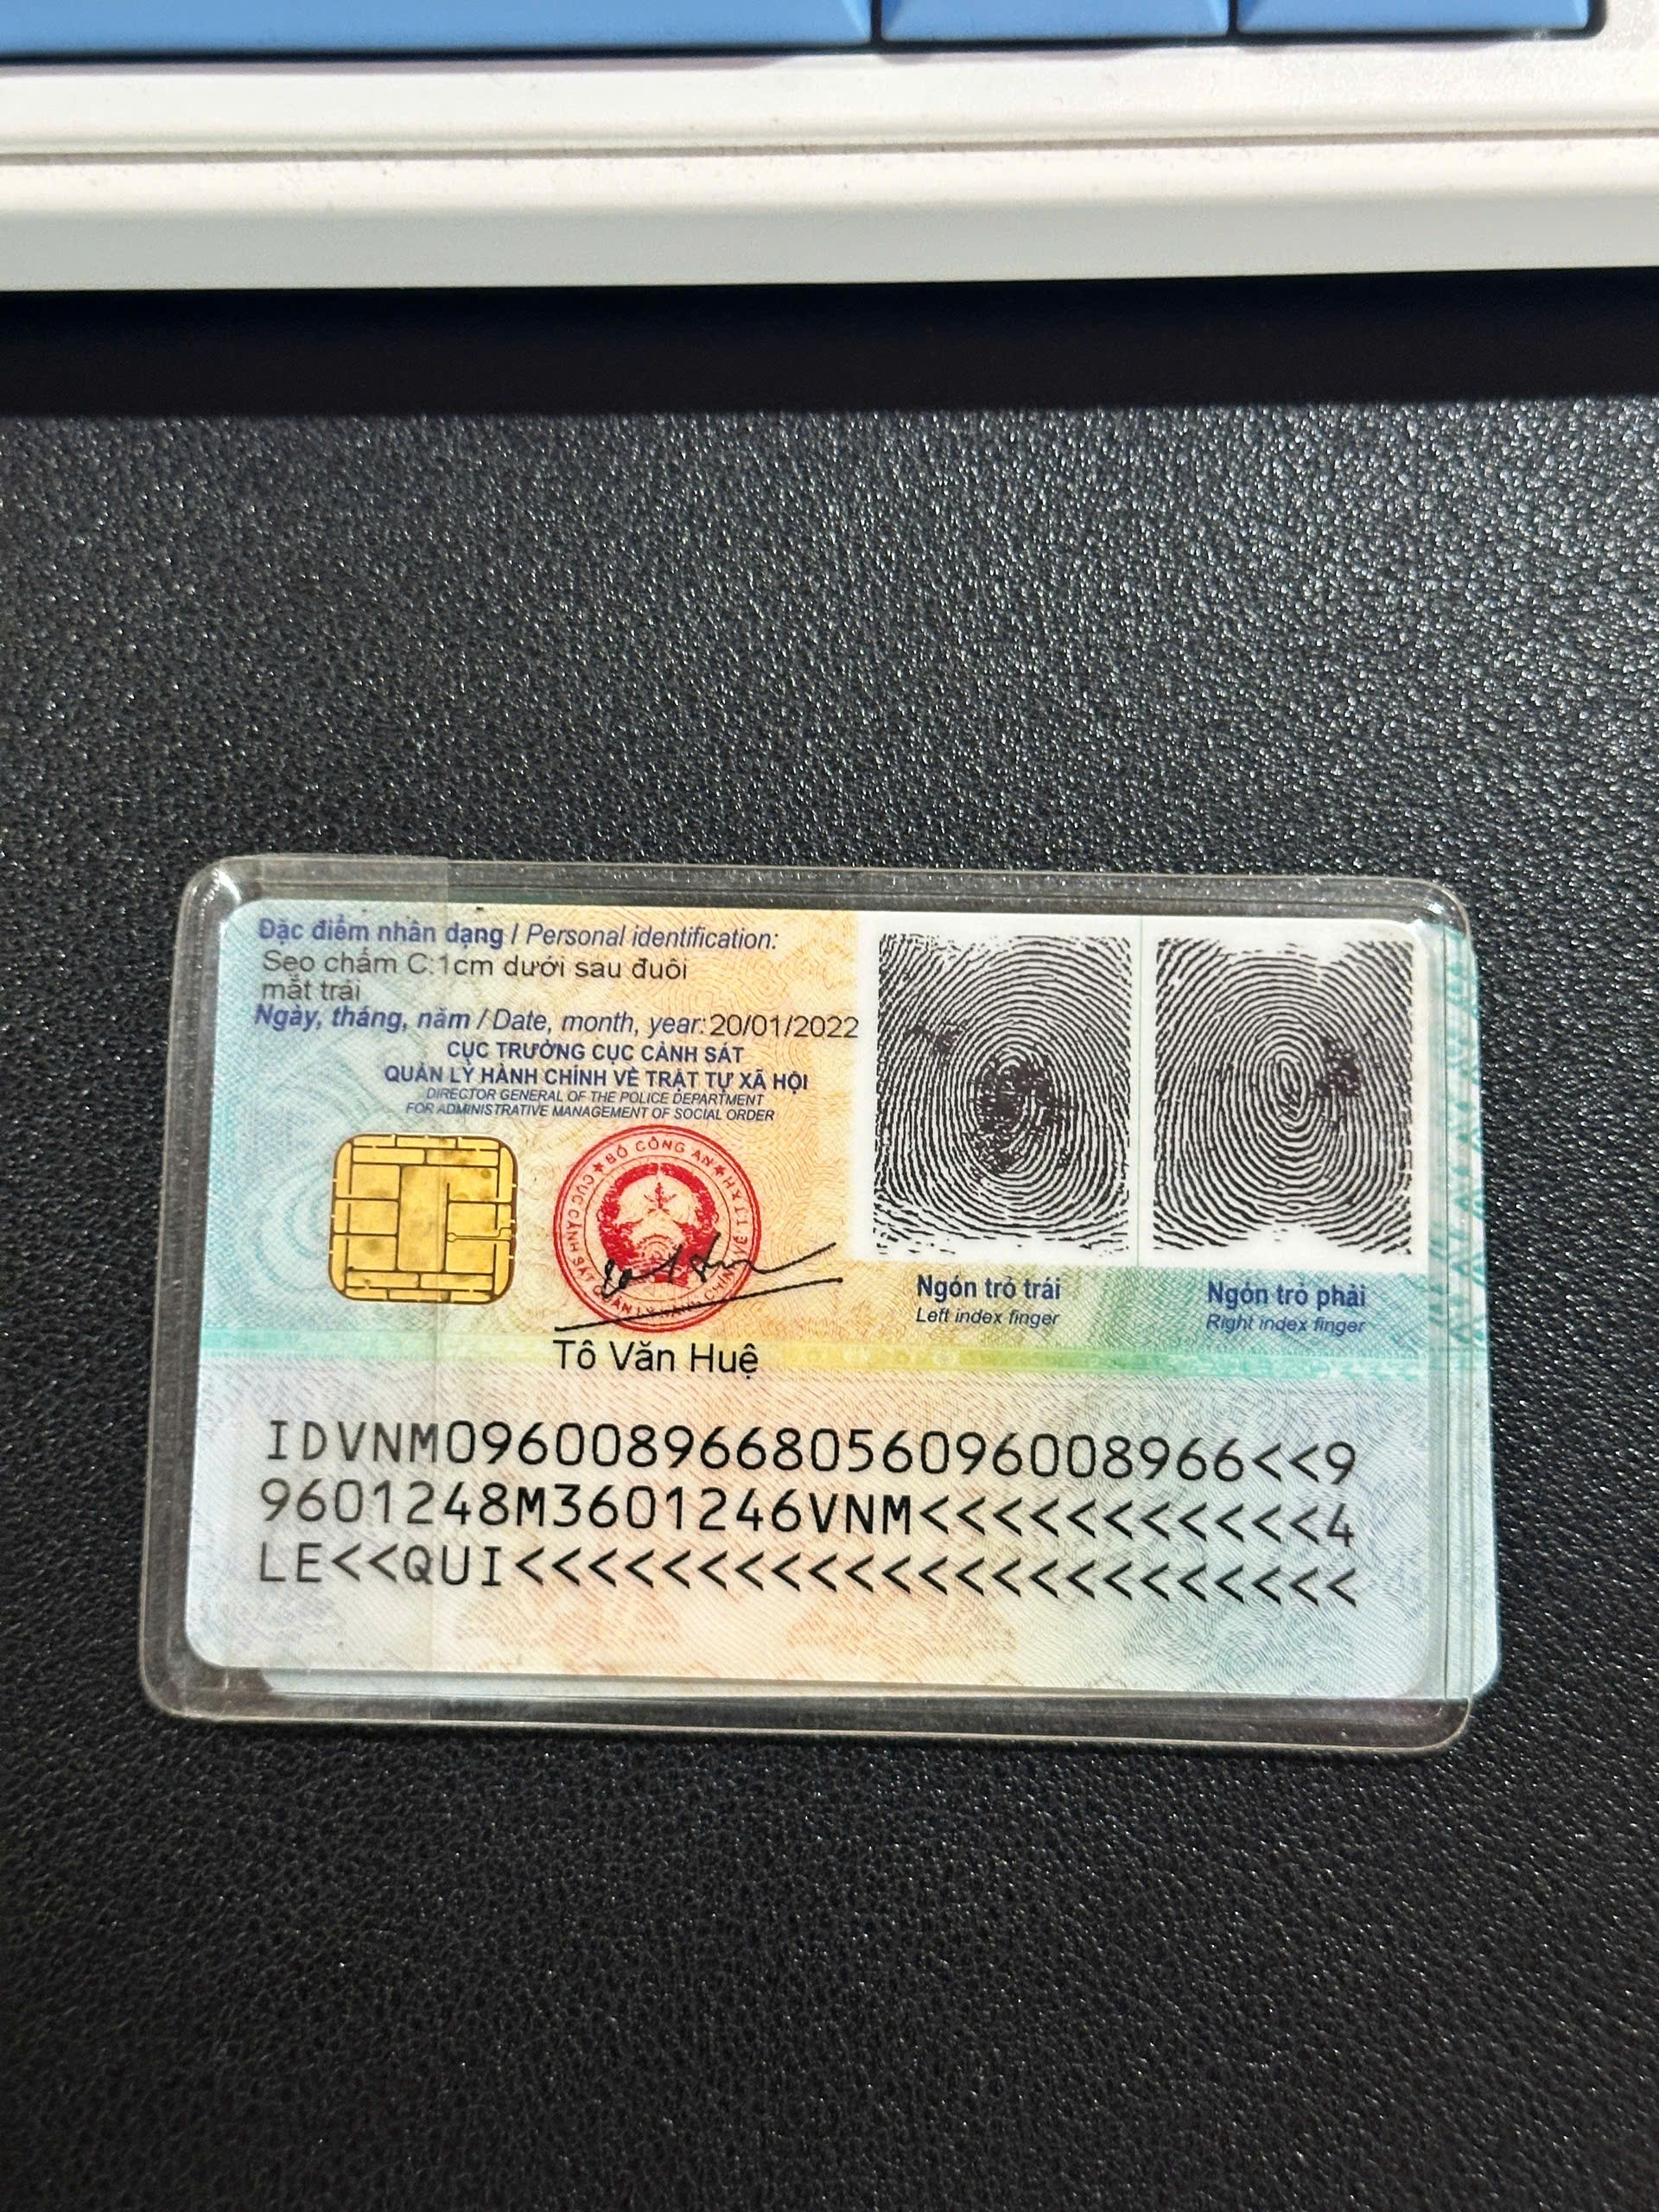 Đặc điểm nhân dạng / Personal identification:
Sẹo chấm C:1cm dưới sau đuôi
mắt trái
Ngày, tháng, năm / Date, month, year: 20/01/2022
CỤC TRƯỞNG CỤC CẢNH SÁT
QUẢN LÝ HÀNH CHÍNH VỀ TRẬT TỰ XÃ HỘI
DIRECTOR GENERAL OF THE POLICE DEPARTMENT
FOR ADMINISTRATIVE MANAGEMENT OF SOCIAL ORDER
BỘ CÔNG AN
CỤC CẢNH SÁT QUẢN LÝ HÀNH CHÍNH VỀ TTXH
Tô Văn Huệ
Ngón trỏ trái
Left index finger
Ngón trỏ phải
Right index finger
IDVNM0960089668056096008966<<9
9601248M3601246VNM<<<<<<<<<<<4
LE<<QUI<<<<<<<<<<<<<<<<<<<<<<<